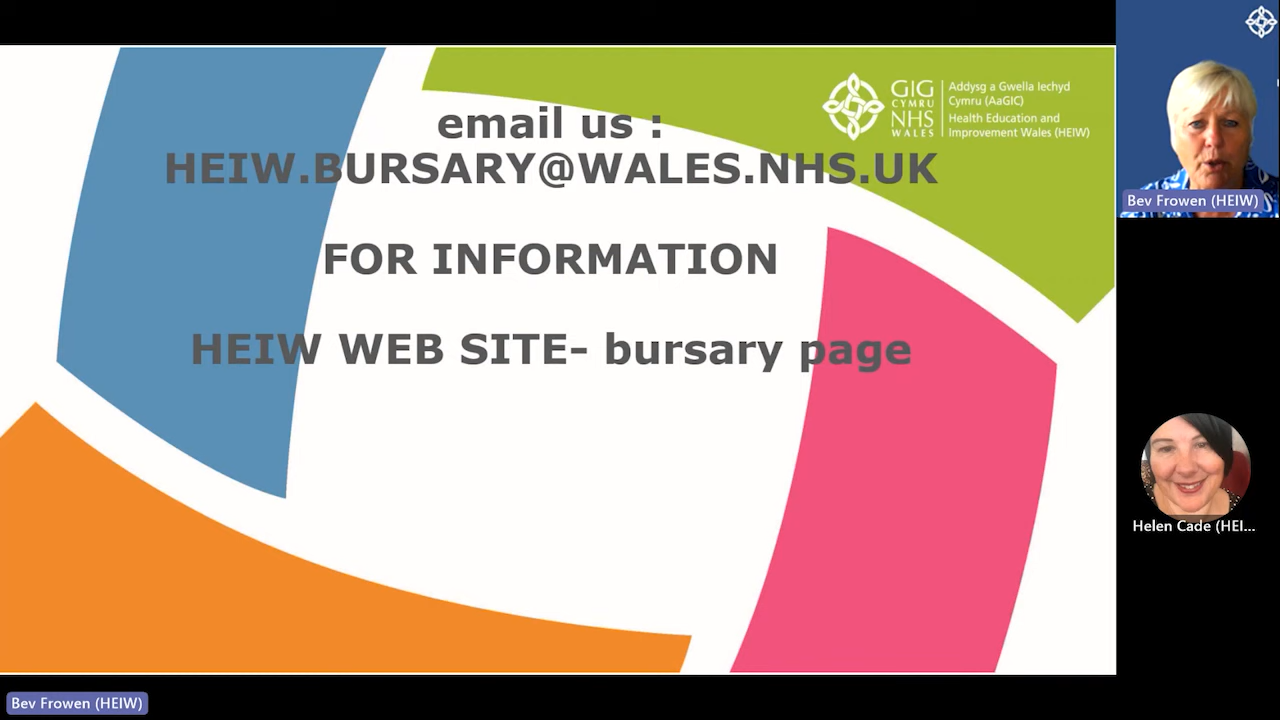 email us :
HEIW.BURSARY@WALES.NHS.UK
FOR INFORMATION
HEIW WEB SITE- bursary page
GIG
CYMRU
NHS
WALES
Addysg a Gwella Iechyd
Cymru (AaGIC)
Health Education and
Improvement Wales (HEIW)
Bev Frowen (HEIW)
Helen Cade (HEI...
Bev Frowen (HEIW)